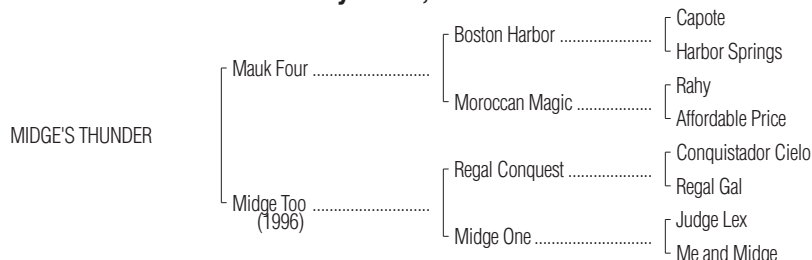 Capote
Boston Harbor ........................
Harbor Springs
Mauk Four ..............................
Rahy
Moroccan Magic ....................
Affordable Price
MIDGE'S THUNDER
Conquistador Cielo
Regal Conquest ......................
Regal Gal
Midge Too ..............................
(1996)
Judge Lex
Midge One ...............................
Me and Midge